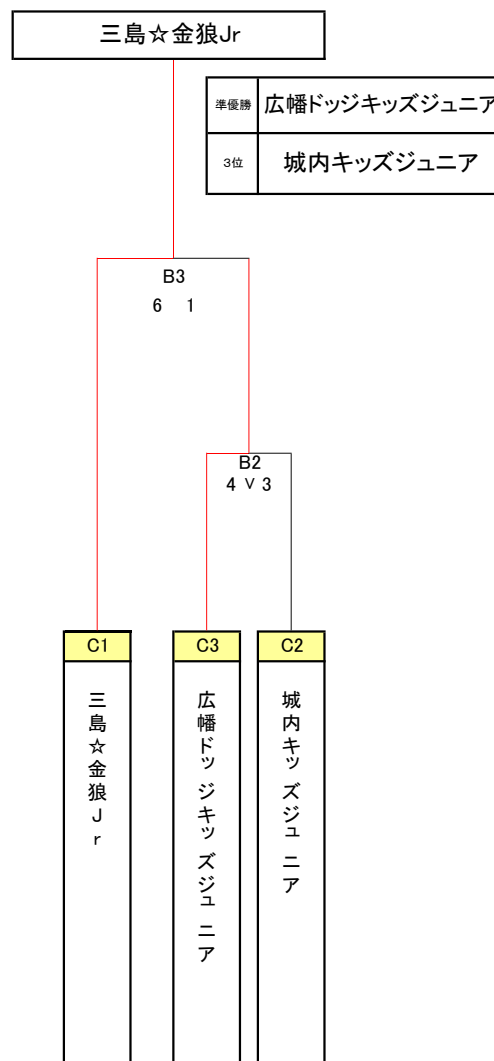 三島☆金狼Jr
準優勝 広幡ドッジキッズジュニア
3位 城内キッズジュニア
B3
6 1
B2
4 V 3
C1 C3 C2
三島☆金狼Jr
広幡ドッジキッズジュニア
城内キッズジュニア